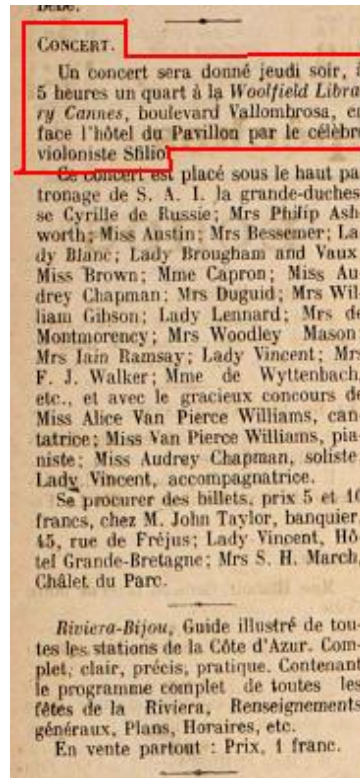 CONCERT.
Un concert sera donné jeudi soir, à
5 heures un quart à la Woolfield Libra-
ry Cannes, boulevard Vallombrosa, en
face l'hôtel du Pavillon par le célèbre
violoniste Sfilio.
Ce concert est placé sous le haut pa-
tronage de S. A. I. la grande-duches-
se Cyrille de Russie; Mrs Philip Ash-
worth; Miss Austin; Mrs Bessemer; La-
dy Blanc; Lady Brougham and Vaux;
Miss Brown; Mme Capron; Miss Au-
drey Chapman; Mrs Duguid; Mrs Wil-
liam Gibson; Lady Lennard; Mrs de
Montmorency; Mrs Woodley Mason;
Mrs Iain Ramsay; Lady Vincent; Mrs
F. J. Walker; Mme de Wyttenbach,
etc., et avec le gracieux concours de
Miss Alice Van Pierce Williams, can-
tatrice; Miss Van Pierce Williams, pia-
niste; Miss Audrey Chapman, soliste;
Lady Vincent, accompagnatrice.
Se procurer des billets, prix 5 et 10
francs, chez M. John Taylor, banquier,
45, rue de Fréjus; Lady Vincent, Hô-
tel Grande-Bretagne; Mrs S. H. March,
Châlet du Parc.
Riviera-Bijou, Guide illustré de tou-
tes les stations de la Côte d'Azur. Com-
plet, clair, précis, pratique. Contenant
le programme complet de toutes les
fêtes de la Riviera, Renseignements
généraux, Plans, Horaires, etc.
En vente partout : Prix, 1 franc.